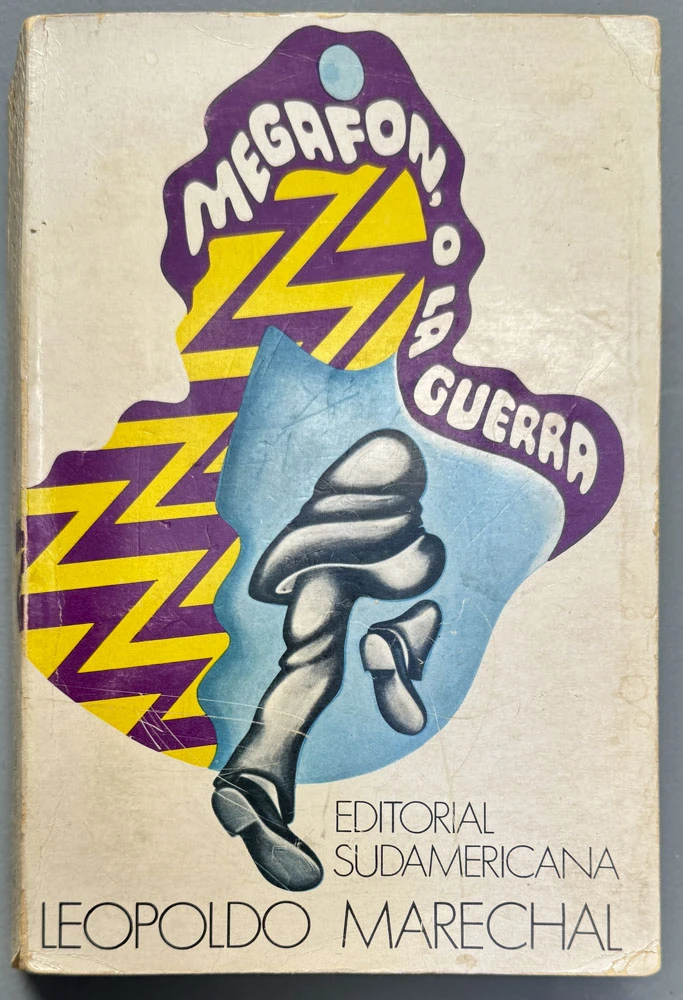 MEGAFON, O LA GUERRA
EDITORIAL
SUDAMERICANA
LEOPOLDO MARECHAL